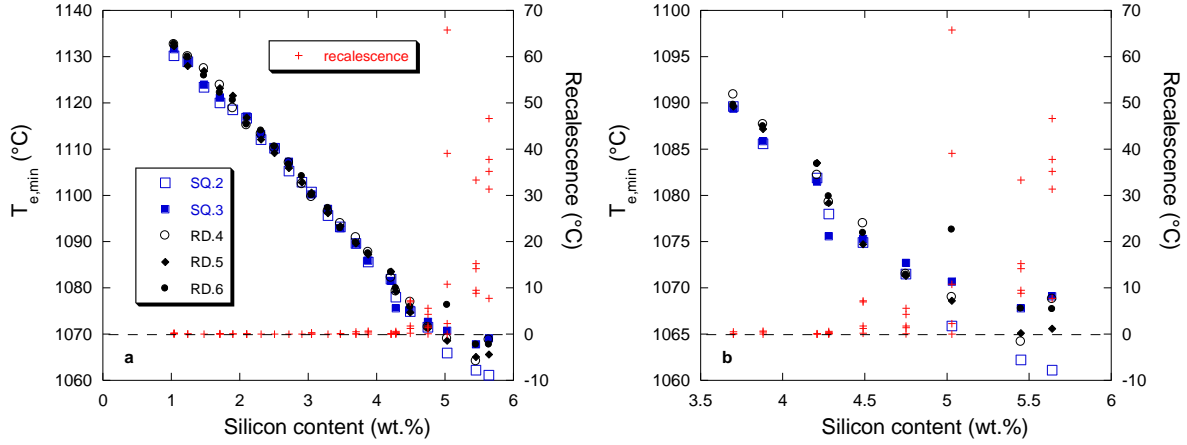 1140
1130
1120
1110
1100
1090
1080
1070
1060
T e,min (°C)
0 1 2 3 4 5 6
Silicon content (wt.%)
70
60
50
40
30
20
10
0
-10
Recalescence (°C)
recalescence
SQ.2
SQ.3
RD.4
RD.5
RD.6
a
1100
1095
1090
1085
1080
1075
1070
1065
1060
T e,min (°C)
3.5 4 4.5 5 5.5 6
Silicon content (wt.%)
70
60
50
40
30
20
10
0
-10
Recalescence (°C)
b